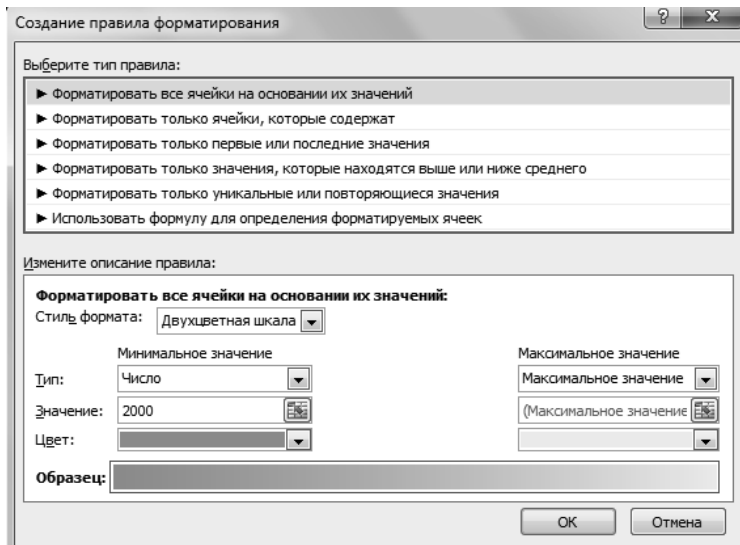 Создание правила форматирования
Выберите тип правила:
► Форматировать все ячейки на основании их значений
► Форматировать только ячейки, которые содержат
► Форматировать только первые или последние значения
► Форматировать только значения, которые находятся выше или ниже среднего
► Форматировать только уникальные или повторяющиеся значения
► Использовать формулу для определения форматируемых ячеек
Измените описание правила:
Форматировать все ячейки на основании их значений:
Стиль формата: Двухцветная шкала
Минимальное значение Максимальное значение
Тип: Число Максимальное значение
Значение: 2000 (Максимальное значение
Цвет:
Образец:
ОК Отмена